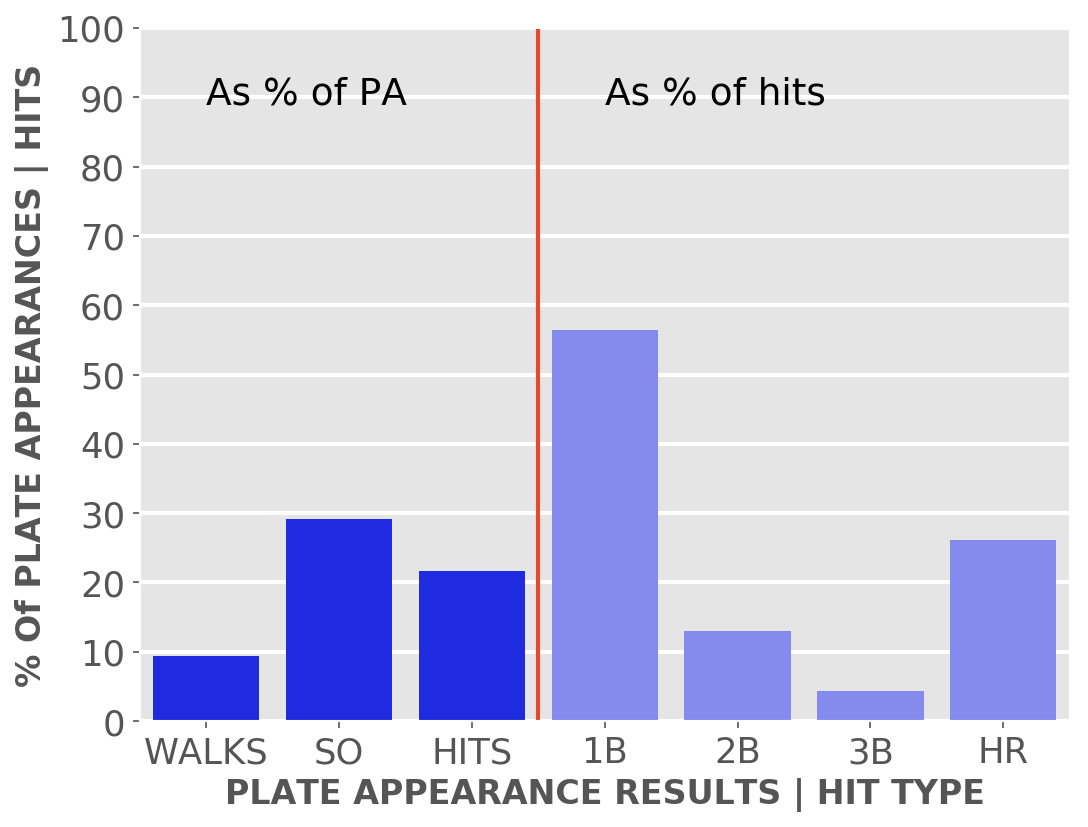 100
90
80
70
60
50
40
30
20
10
0
% Of PLATE APPEARANCES | HITS
As % of PA
As % of hits
WALKS SO HITS 1B 2B 3B HR
PLATE APPEARANCE RESULTS | HIT TYPE